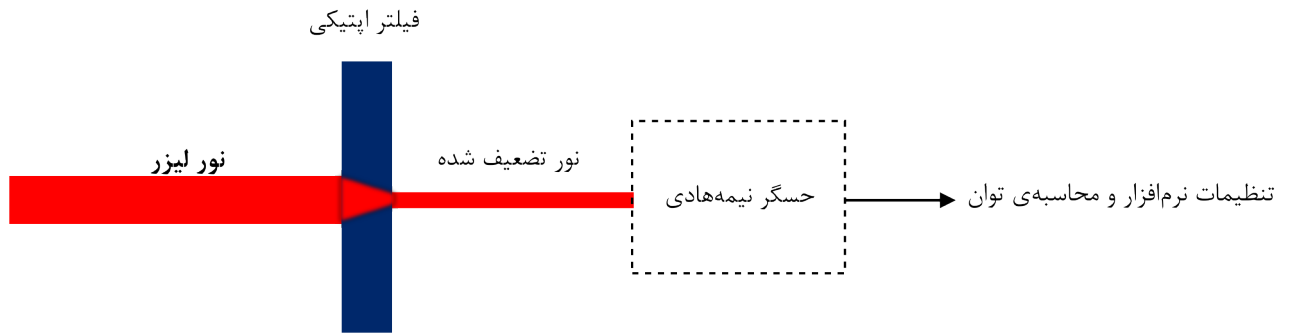 فیلتر اپتیکی
نور لیزر
نور تضعیف شده
حسگر نیمه‌هادی
تنظیمات نرم‌افزار و محاسبه‌ی توان